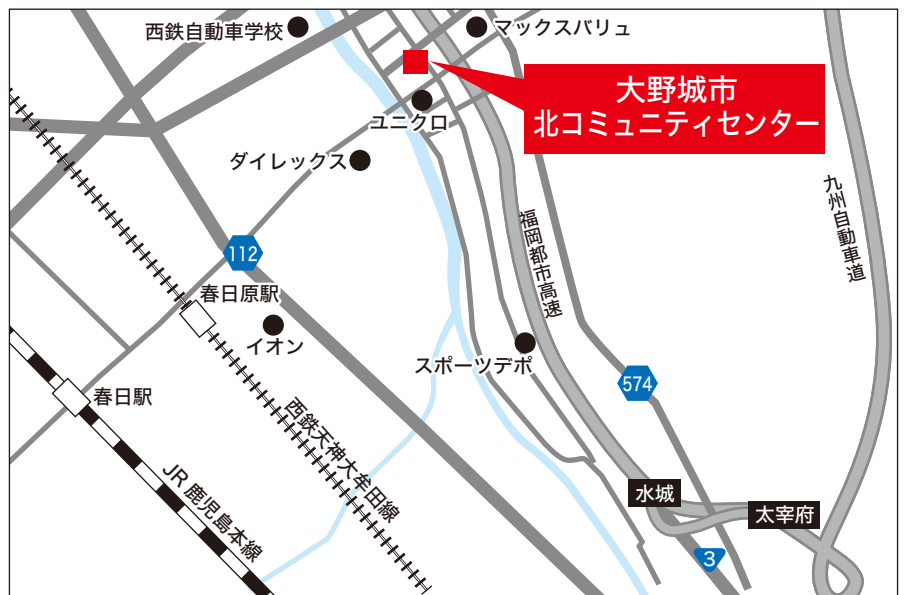 西鉄自動車学校
マックスバリュ
大野城市
北コミュニティセンター
ユニクロ
ダイレックス
九州自動車道
福岡都市高速
112
春日原駅
イオン
スポーツデポ
574
春日駅
西鉄天神大牟田線
JR 鹿児島本線
水城
太宰府
3